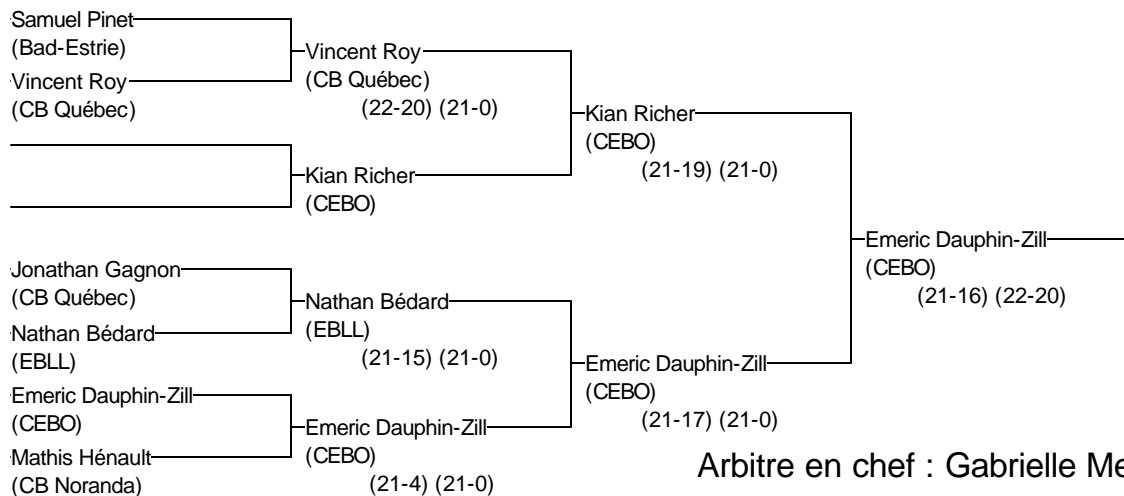 Samuel Pinet
(Bad-Estrie)
Vincent Roy
(CB Québec)
Vincent Roy
(CB Québec)
(22-20) (21-0)
Kian Richer
(CEBO)
Kian Richer
(CEBO)
(21-19) (21-0)
Jonathan Gagnon
(CB Québec)
Nathan Bédard
(EBLL)
Nathan Bédard
(EBLL)
(21-15) (21-0)
Emeric Dauphin-Zill
(CEBO)
Mathis Hénault
(CB Noranda)
Emeric Dauphin-Zill
(CEBO)
(21-4) (21-0)
Emeric Dauphin-Zill
(CEBO)
(21-17) (21-0)
Emeric Dauphin-Zill
(CEBO)
(21-16) (22-20)
Arbitre en chef : Gabrielle